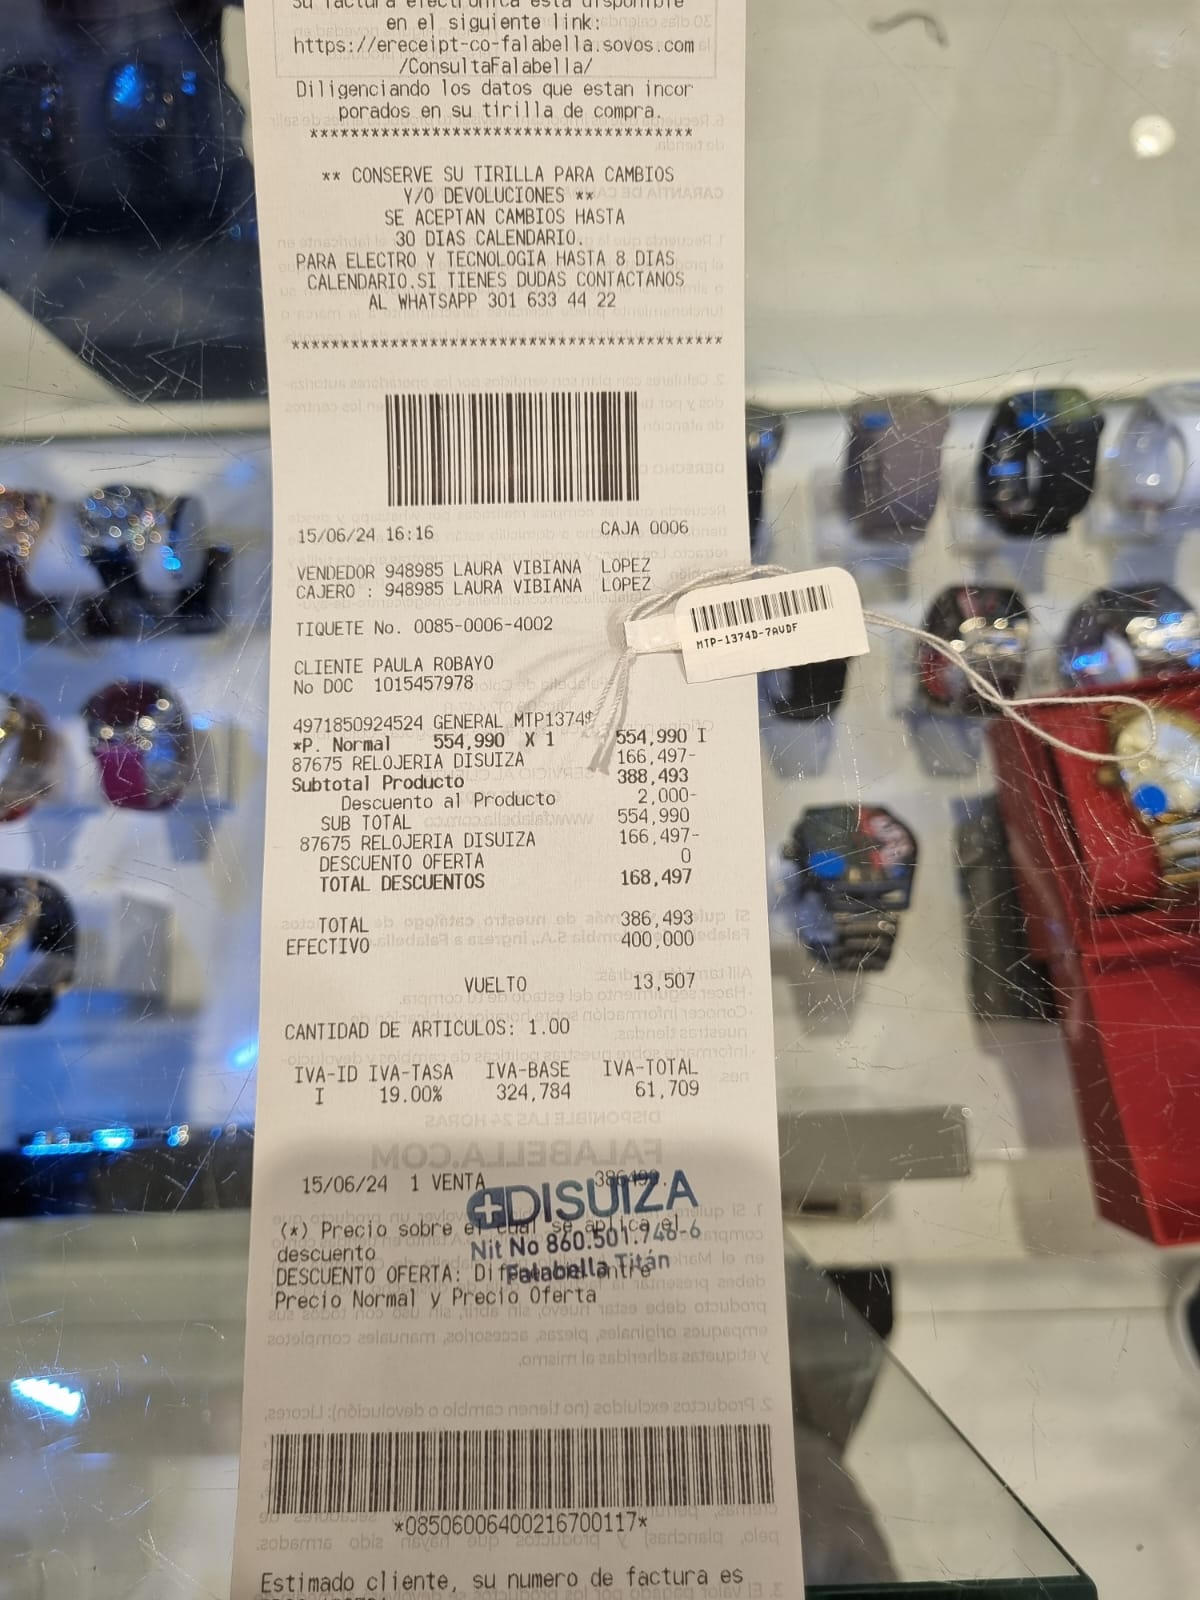 Su factura electronica esta disponible
en el siguiente link:
https://ereceipt-co-falabella.sovos.com
/ConsultaFalabella/
Diligenciando los datos que estan incor
porados en su tirilla de compra.
**************************************
** CONSERVE SU TIRILLA PARA CAMBIOS
Y/O DEVOLUCIONES **
SE ACEPTAN CAMBIOS HASTA
30 DIAS CALENDARIO.
PARA ELECTRO Y TECNOLOGIA HASTA 8 DIAS
CALENDARIO.SI TIENES DUDAS CONTACTANOS
AL WHATSAPP 301 633 44 22
*******************************************
15/06/24 16:16 CAJA 0006
VENDEDOR 948985 LAURA VIBIANA LOPEZ
CAJERO : 948985 LAURA VIBIANA LOPEZ
MTP-1374D-7AVDF
TIQUETE No. 0085-0006-4002
CLIENTE PAULA ROBAYO
No DOC 1015457978
4971850924524 GENERAL MTP1374$
*P. Normal 554,990 X 1 554,990 I
87675 RELOJERIA DISUIZA 166,497-
Subtotal Producto 388,493
Descuento al Producto 2,000-
SUB TOTAL 554,990
87675 RELOJERIA DISUIZA 166,497-
DESCUENTO OFERTA 0
TOTAL DESCUENTOS 168,497
TOTAL 386,493
EFECTIVO 400,000
VUELTO 13,507
CANTIDAD DE ARTICULOS: 1.00
IVA-ID IVA-TASA IVA-BASE IVA-TOTAL
I 19.00% 324,784 61,709
15/06/24 1 VENTA
DISUIZA
Nit No 860.501.746-6
Falabella Titán
(*) Precio sobre el cual se aplica el
descuento
DESCUENTO OFERTA: Diferencia entre
Precio Normal y Precio Oferta
*08506006400216700117*
Estimado cliente, su numero de factura es